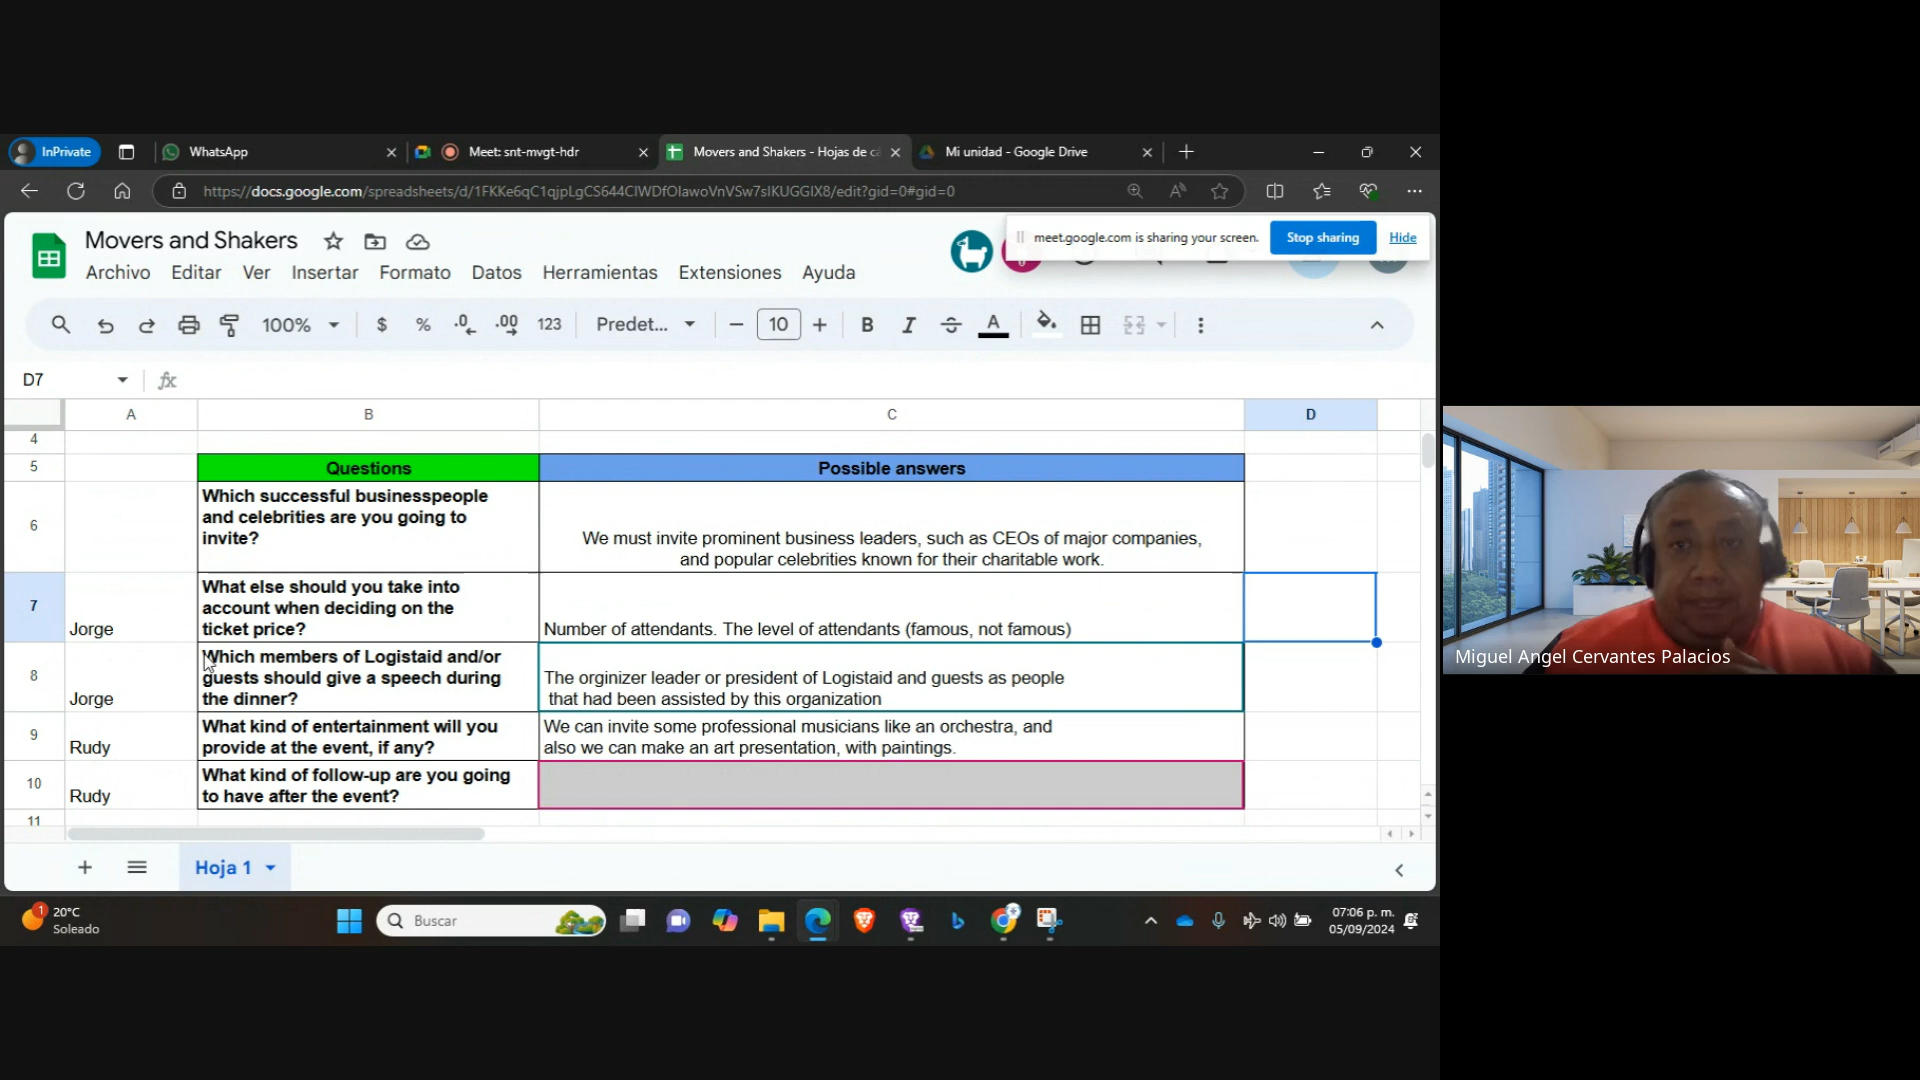 InPrivate
WhatsApp
Meet: snt-mvgt-hdr
Movers and Shakers - Hojas de cá
Mi unidad - Google Drive
https://docs.google.com/spreadsheets/d/1FKKe6qC1qjpLgCS644CIWDfOIawoVnVSw7sIKUGGIX8/edit?gid=0#gid=0
Movers and Shakers
meet.google.com is sharing your screen.
Stop sharing
Hide
Archivo Editar Ver Insertar Formato Datos Herramientas Extensiones Ayuda
100% $ % .0 .00 123 Predet... 10 B I A
D7 fx
A B C D
4
5 Questions Possible answers
6
Which successful businesspeople
and celebrities are you going to
invite?
We must invite prominent business leaders, such as CEOs of major companies,
and popular celebrities known for their charitable work.
7
Jorge
What else should you take into
account when deciding on the
ticket price?
Number of attendants. The level of attendants (famous, not famous)
8
Jorge
Which members of Logistaid and/or
guests should give a speech during
the dinner?
The orginizer leader or president of Logistaid and guests as people
that had been assisted by this organization
9
Rudy
What kind of entertainment will you
provide at the event, if any?
We can invite some professional musicians like an orchestra, and
also we can make an art presentation, with paintings.
10
Rudy
What kind of follow-up are you going
to have after the event?
11
Hoja 1
1
20°C
Soleado
Buscar
07:06 p. m.
05/09/2024
Miguel Angel Cervantes Palacios